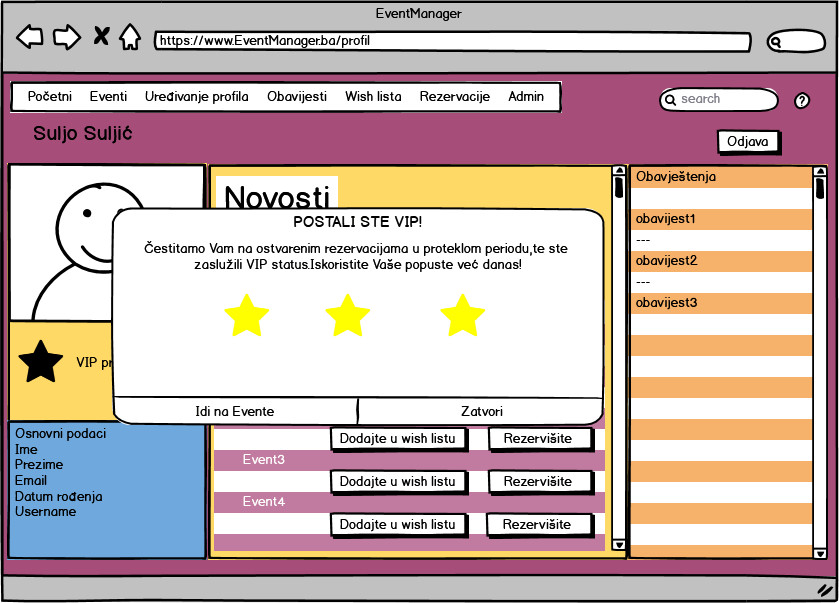 EventManager
https://www.EventManager.ba/profil
Početni Eventi Uređivanje profila Obavijesti Wish lista Rezervacije Admin
search
?
Suljo Suljić
Odjava
Novosti
Obavještenja
obavijest1
---
obavijest2
---
obavijest3
POSTALI STE VIP!
Čestitamo Vam na ostvarenim rezervacijama u proteklom periodu,te ste
zaslužili VIP status.Iskoristite Vaše popuste već danas!
Idi na Evente
Zatvori
VIP pr
Osnovni podaci
Ime
Prezime
Email
Datum rođenja
Username
Dodajte u wish listu Rezervišite
Event3
Dodajte u wish listu Rezervišite
Event4
Dodajte u wish listu Rezervišite